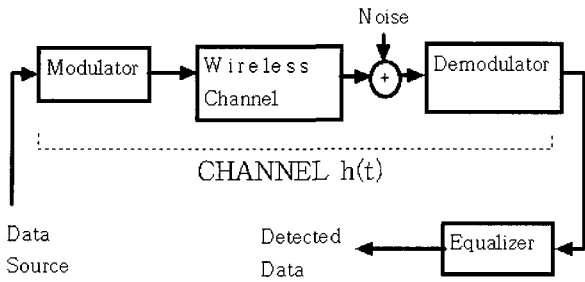 Noise
Modulator
Wireless
Channel
+
Demodulator
CHANNEL h(t)
Data
Source
Detected
Data
Equalizer